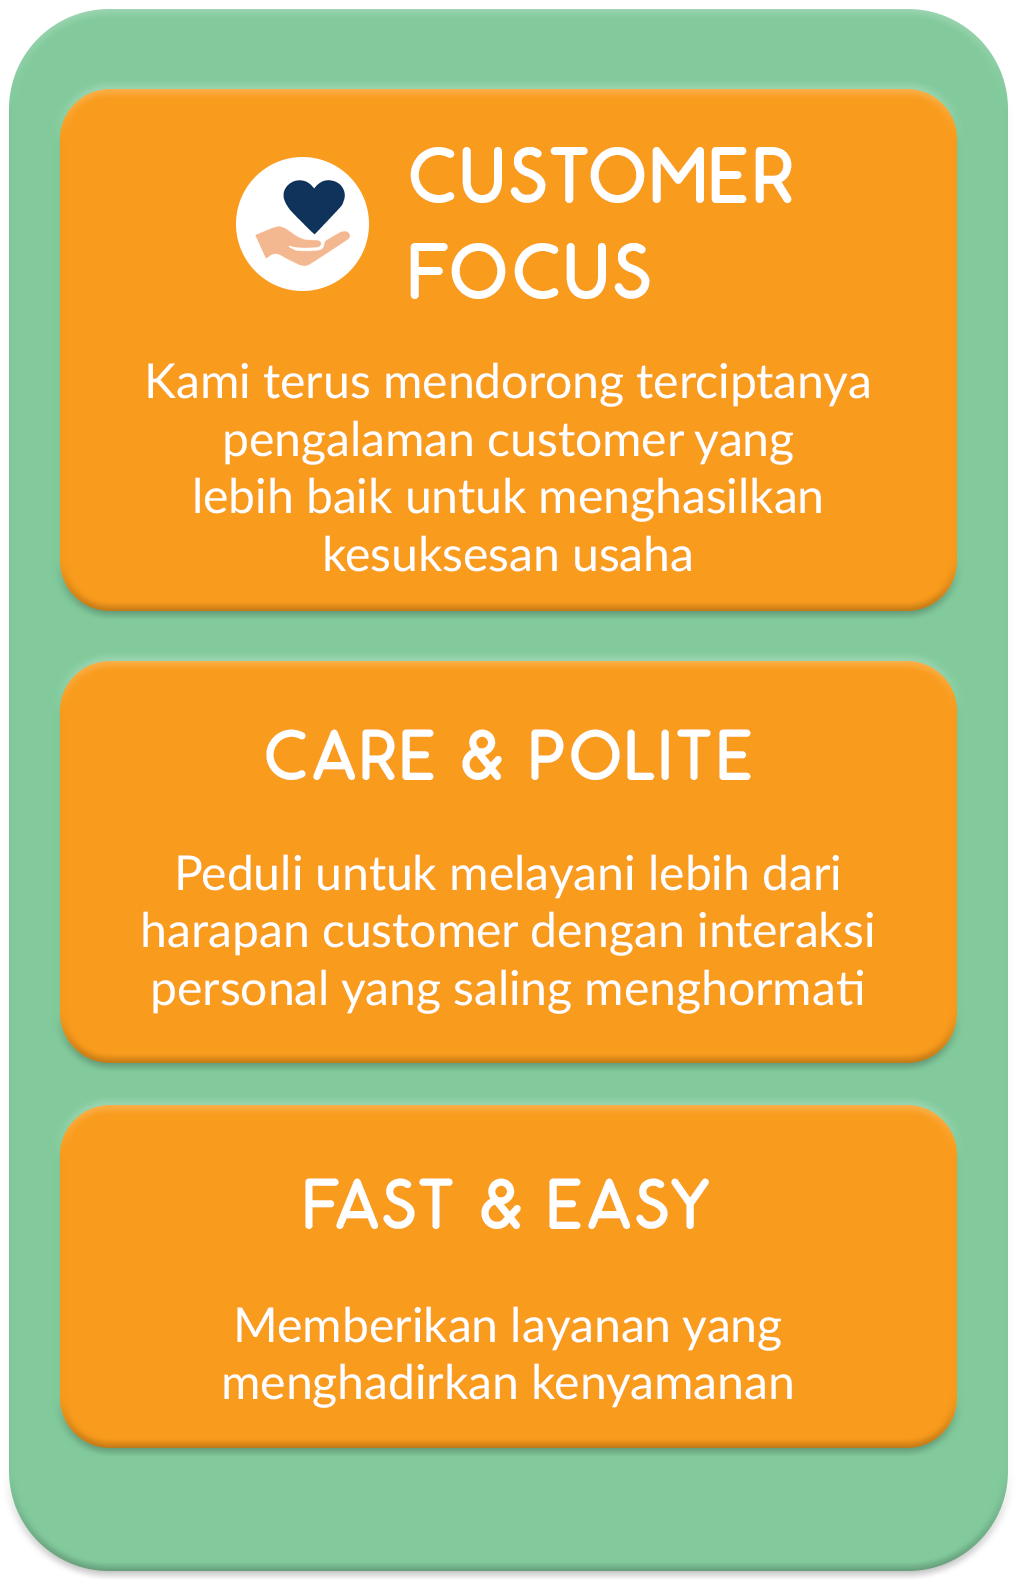 CUSTOMER
FOCUS
Kami terus mendorong terciptanya
pengalaman customer yang
lebih baik untuk menghasilkan
kesuksesan usaha
CARE & POLITE
Peduli untuk melayani lebih dari
harapan customer dengan interaksi
personal yang saling menghormati
FAST & EASY
Memberikan layanan yang
menghadirkan kenyamanan